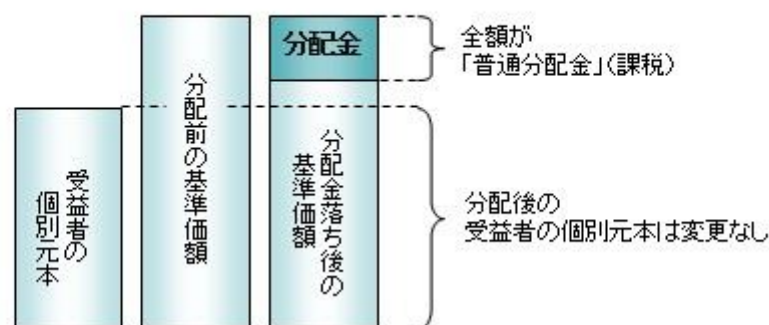 受益者の
個別元本
分配前の基準価額
分配金
分配金落ち後の
基準価額
全額が
「普通分配金」(課税)
分配後の
受益者の個別元本は変更なし